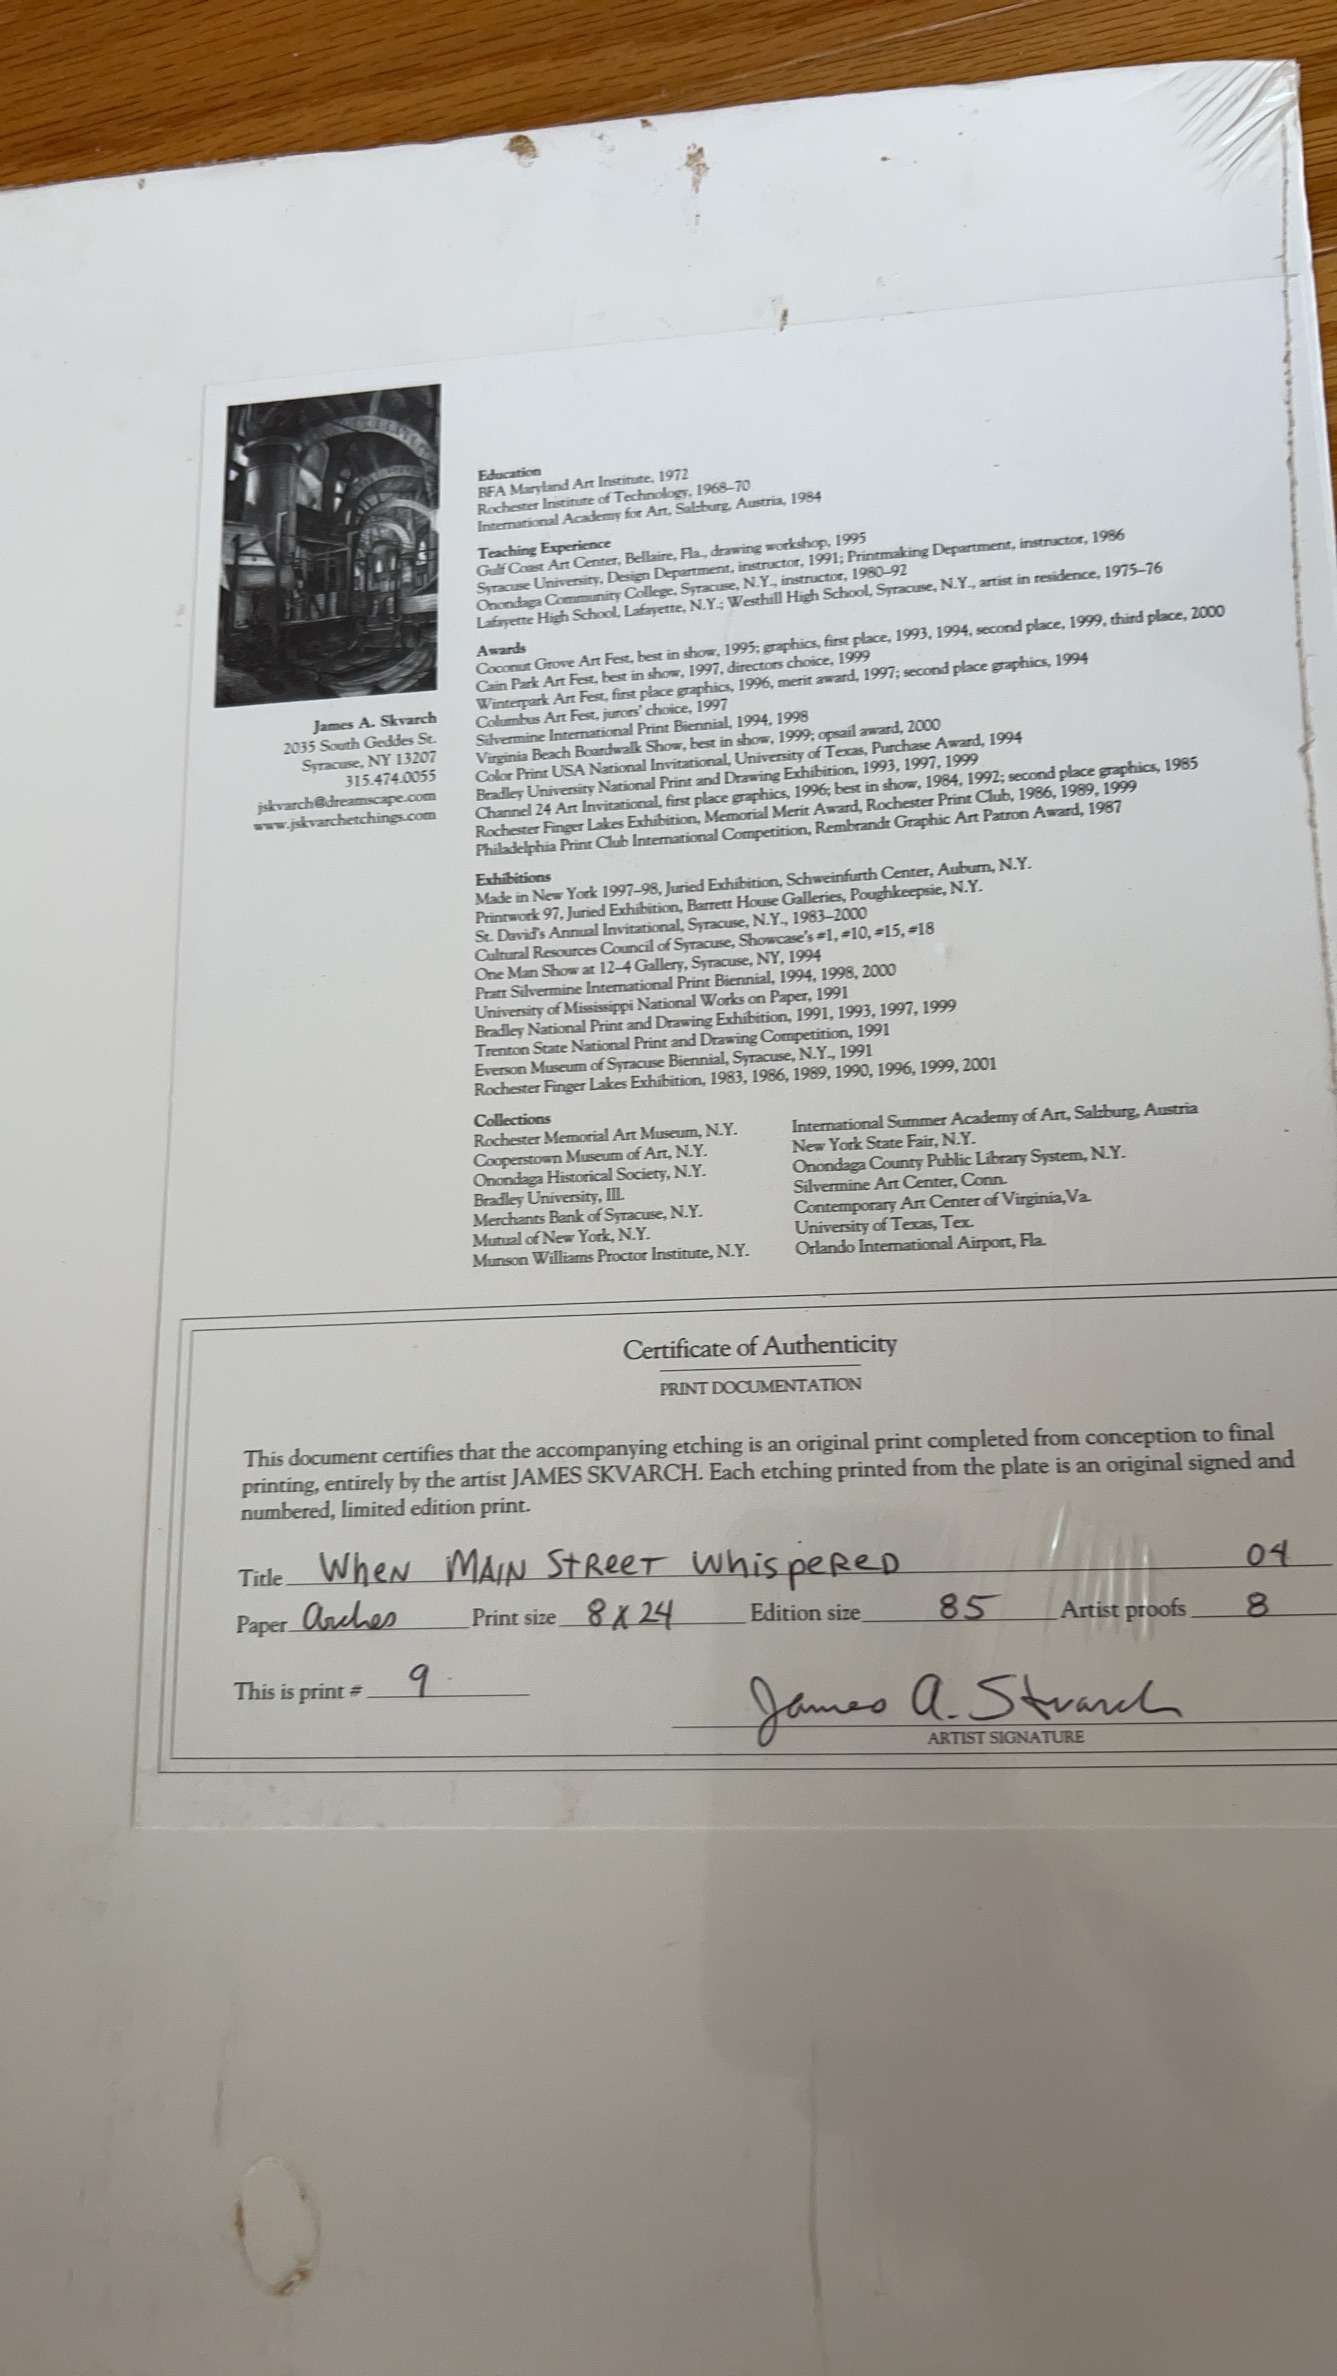 Education
BFA Maryland Art Institute, 1972
Rochester Institute of Technology, 1968–70
International Academy for Art, Salzburg, Austria, 1984
Teaching Experience
Gulf Coast Art Center, Bellaire, Fla., drawing workshop, 1995
Syracuse University, Design Department, instructor, 1991; Printmaking Department, instructor, 1986
Onondaga Community College, Syracuse, N.Y., instructor, 1980–92
Lafayette High School, Lafayette, N.Y.; Westhill High School, Syracuse, N.Y., artist in residence, 1975–76
Awards
Coconut Grove Art Fest, best in show, 1995; graphics, first place, 1993, 1994, second place, 1999, third place, 2000
Cain Park Art Fest, best in show, 1997, directors choice, 1999
Winterpark Art Fest, first place graphics, 1996, merit award, 1997; second place graphics, 1994
Columbus Art Fest, jurors' choice, 1997
Silvermine International Print Biennial, 1994, 1998
Virginia Beach Boardwalk Show, best in show, 1999; opsail award, 2000
Color Print USA National Invitational, University of Texas, Purchase Award, 1994
Bradley University National Print and Drawing Exhibition, 1993, 1997, 1999
Channel 24 Art Invitational, first place graphics, 1996; best in show, 1984, 1992; second place graphics, 1985
Rochester Finger Lakes Exhibition, Memorial Merit Award, Rochester Print Club, 1986, 1989, 1999
Philadelphia Print Club International Competition, Rembrandt Graphic Art Patron Award, 1987
James A. Skvarch
2035 South Geddes St.
Syracuse, NY 13207
315.474.0055
jskvarch@dreamscape.com
www.jskvarchetchings.com
Exhibitions
Made in New York 1997–98, Juried Exhibition, Schweinfurth Center, Auburn, N.Y.
Printwork 97, Juried Exhibition, Barrett House Galleries, Poughkeepsie, N.Y.
St. David's Annual Invitational, Syracuse, N.Y., 1983–2000
Cultural Resources Council of Syracuse, Showcase's #1, #10, #15, #18
One Man Show at 12–4 Gallery, Syracuse, NY, 1994
Pratt Silvermine International Print Biennial, 1994, 1998, 2000
University of Mississippi National Works on Paper, 1991
Bradley National Print and Drawing Exhibition, 1991, 1993, 1997, 1999
Trenton State National Print and Drawing Competition, 1991
Everson Museum of Syracuse Biennial, Syracuse, N.Y., 1991
Rochester Finger Lakes Exhibition, 1983, 1986, 1989, 1990, 1996, 1999, 2001
Collections
Rochester Memorial Art Museum, N.Y.
Cooperstown Museum of Art, N.Y.
Onondaga Historical Society, N.Y.
Bradley University, Ill.
Merchants Bank of Syracuse, N.Y.
Mutual of New York, N.Y.
Munson Williams Proctor Institute, N.Y.
International Summer Academy of Art, Salzburg, Austria
New York State Fair, N.Y.
Onondaga County Public Library System, N.Y.
Silvermine Art Center, Conn.
Contemporary Art Center of Virginia, Va.
University of Texas, Tex.
Orlando International Airport, Fla.
Certificate of Authenticity
PRINT DOCUMENTATION
This document certifies that the accompanying etching is an original print completed from conception to final
printing, entirely by the artist JAMES SKVARCH. Each etching printed from the plate is an original signed and
numbered, limited edition print.
Title When Main Street Whispered 04
Paper Arches Print size 8 x 24 Edition size 85 Artist proofs 8
This is print # 9
James A. Skvarch
ARTIST SIGNATURE